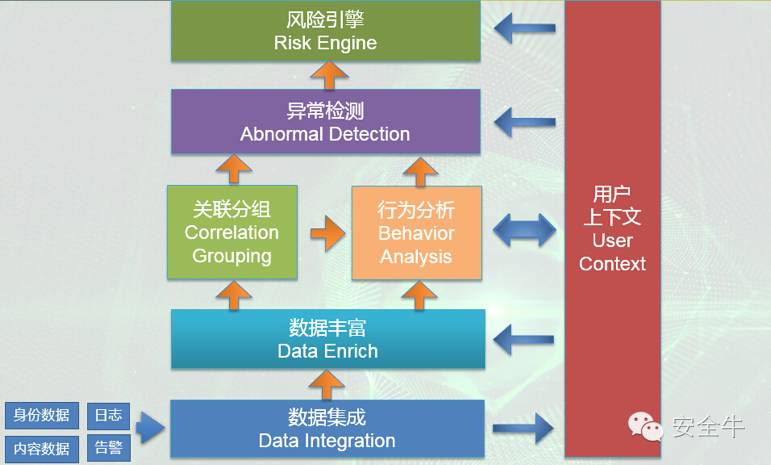 风险引擎
Risk Engine
异常检测
Abnormal Detection
关联分组
Correlation
Grouping
行为分析
Behavior
Analysis
用户
上下文
User
Context
数据丰富
Data Enrich
身份数据
日志
内容数据
告警
数据集成
Data Integration
安全牛